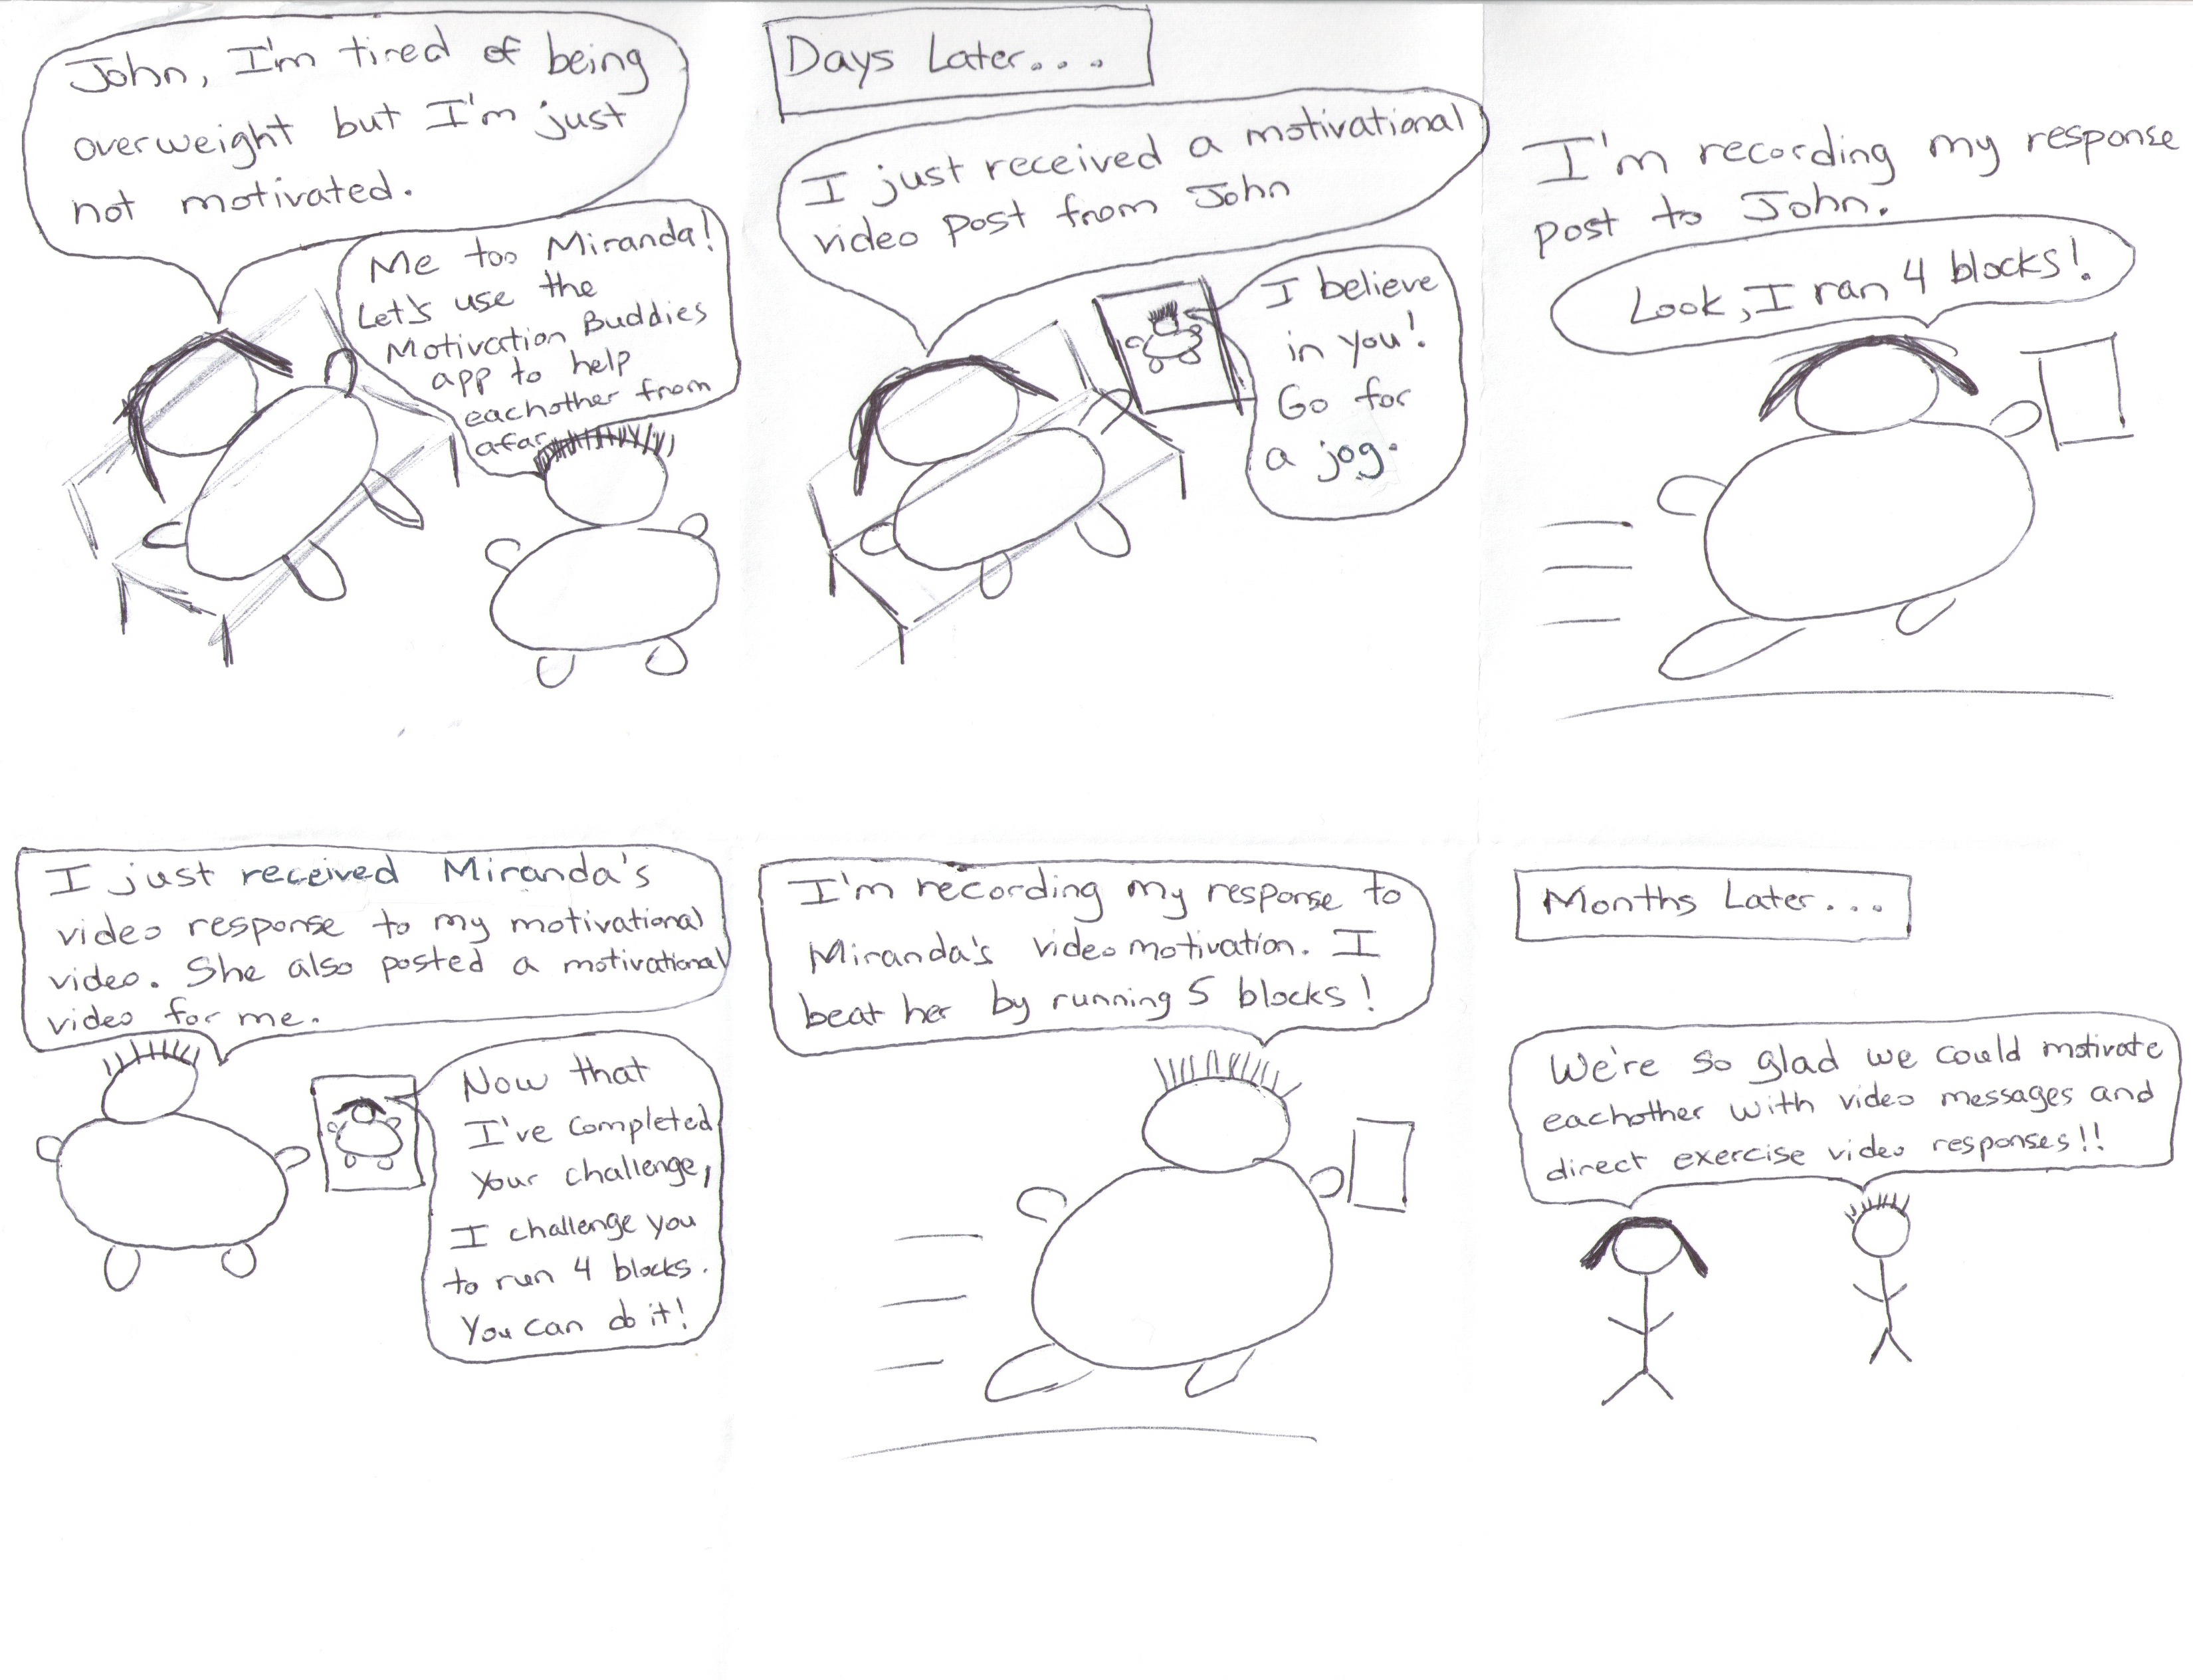 John, I'm tired of being
overweight but I'm just
not motivated.
Me too Miranda!
Let's use the
Motivation Buddies
app to help
eachother from
afar
Days Later...
I just received a motivational
video post from John
I believe
in you!
Go for
a jog.
I'm recording my response
post to John.
Look, I ran 4 blocks!
I just received Miranda's
video response to my motivational
video. She also posted a motivational
video for me.
Now that
I've completed
your challenge,
I challenge you
to run 4 blocks.
You can do it!
I'm recording my response to
Miranda's video motivation. I
beat her by running 5 blocks!
Months Later...
We're so glad we could motivate
eachother with video messages and
direct exercise video responses!!